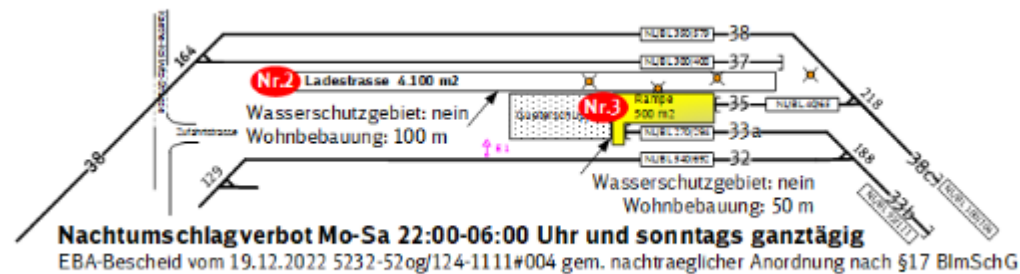 38
37
164
Nr.2 Ladestrasse 4.100 m2
Nr.3
Rampe
500 m2
35
218
Wasserschutzgebiet: nein
Wohnbebauung: 100 m
Zufahrtstrasse
33a
32
38
129
188
38c
33b
Wasserschutzgebiet: nein
Wohnbebauung: 50 m
Nachtumschlagverbot Mo-Sa 22:00-06:00 Uhr und sonntags ganztägig
EBA-Bescheid vom 19.12.2022 5232-52og/124-1111#004 gem. nachtraeglicher Anordnung nach §17 BImSchG